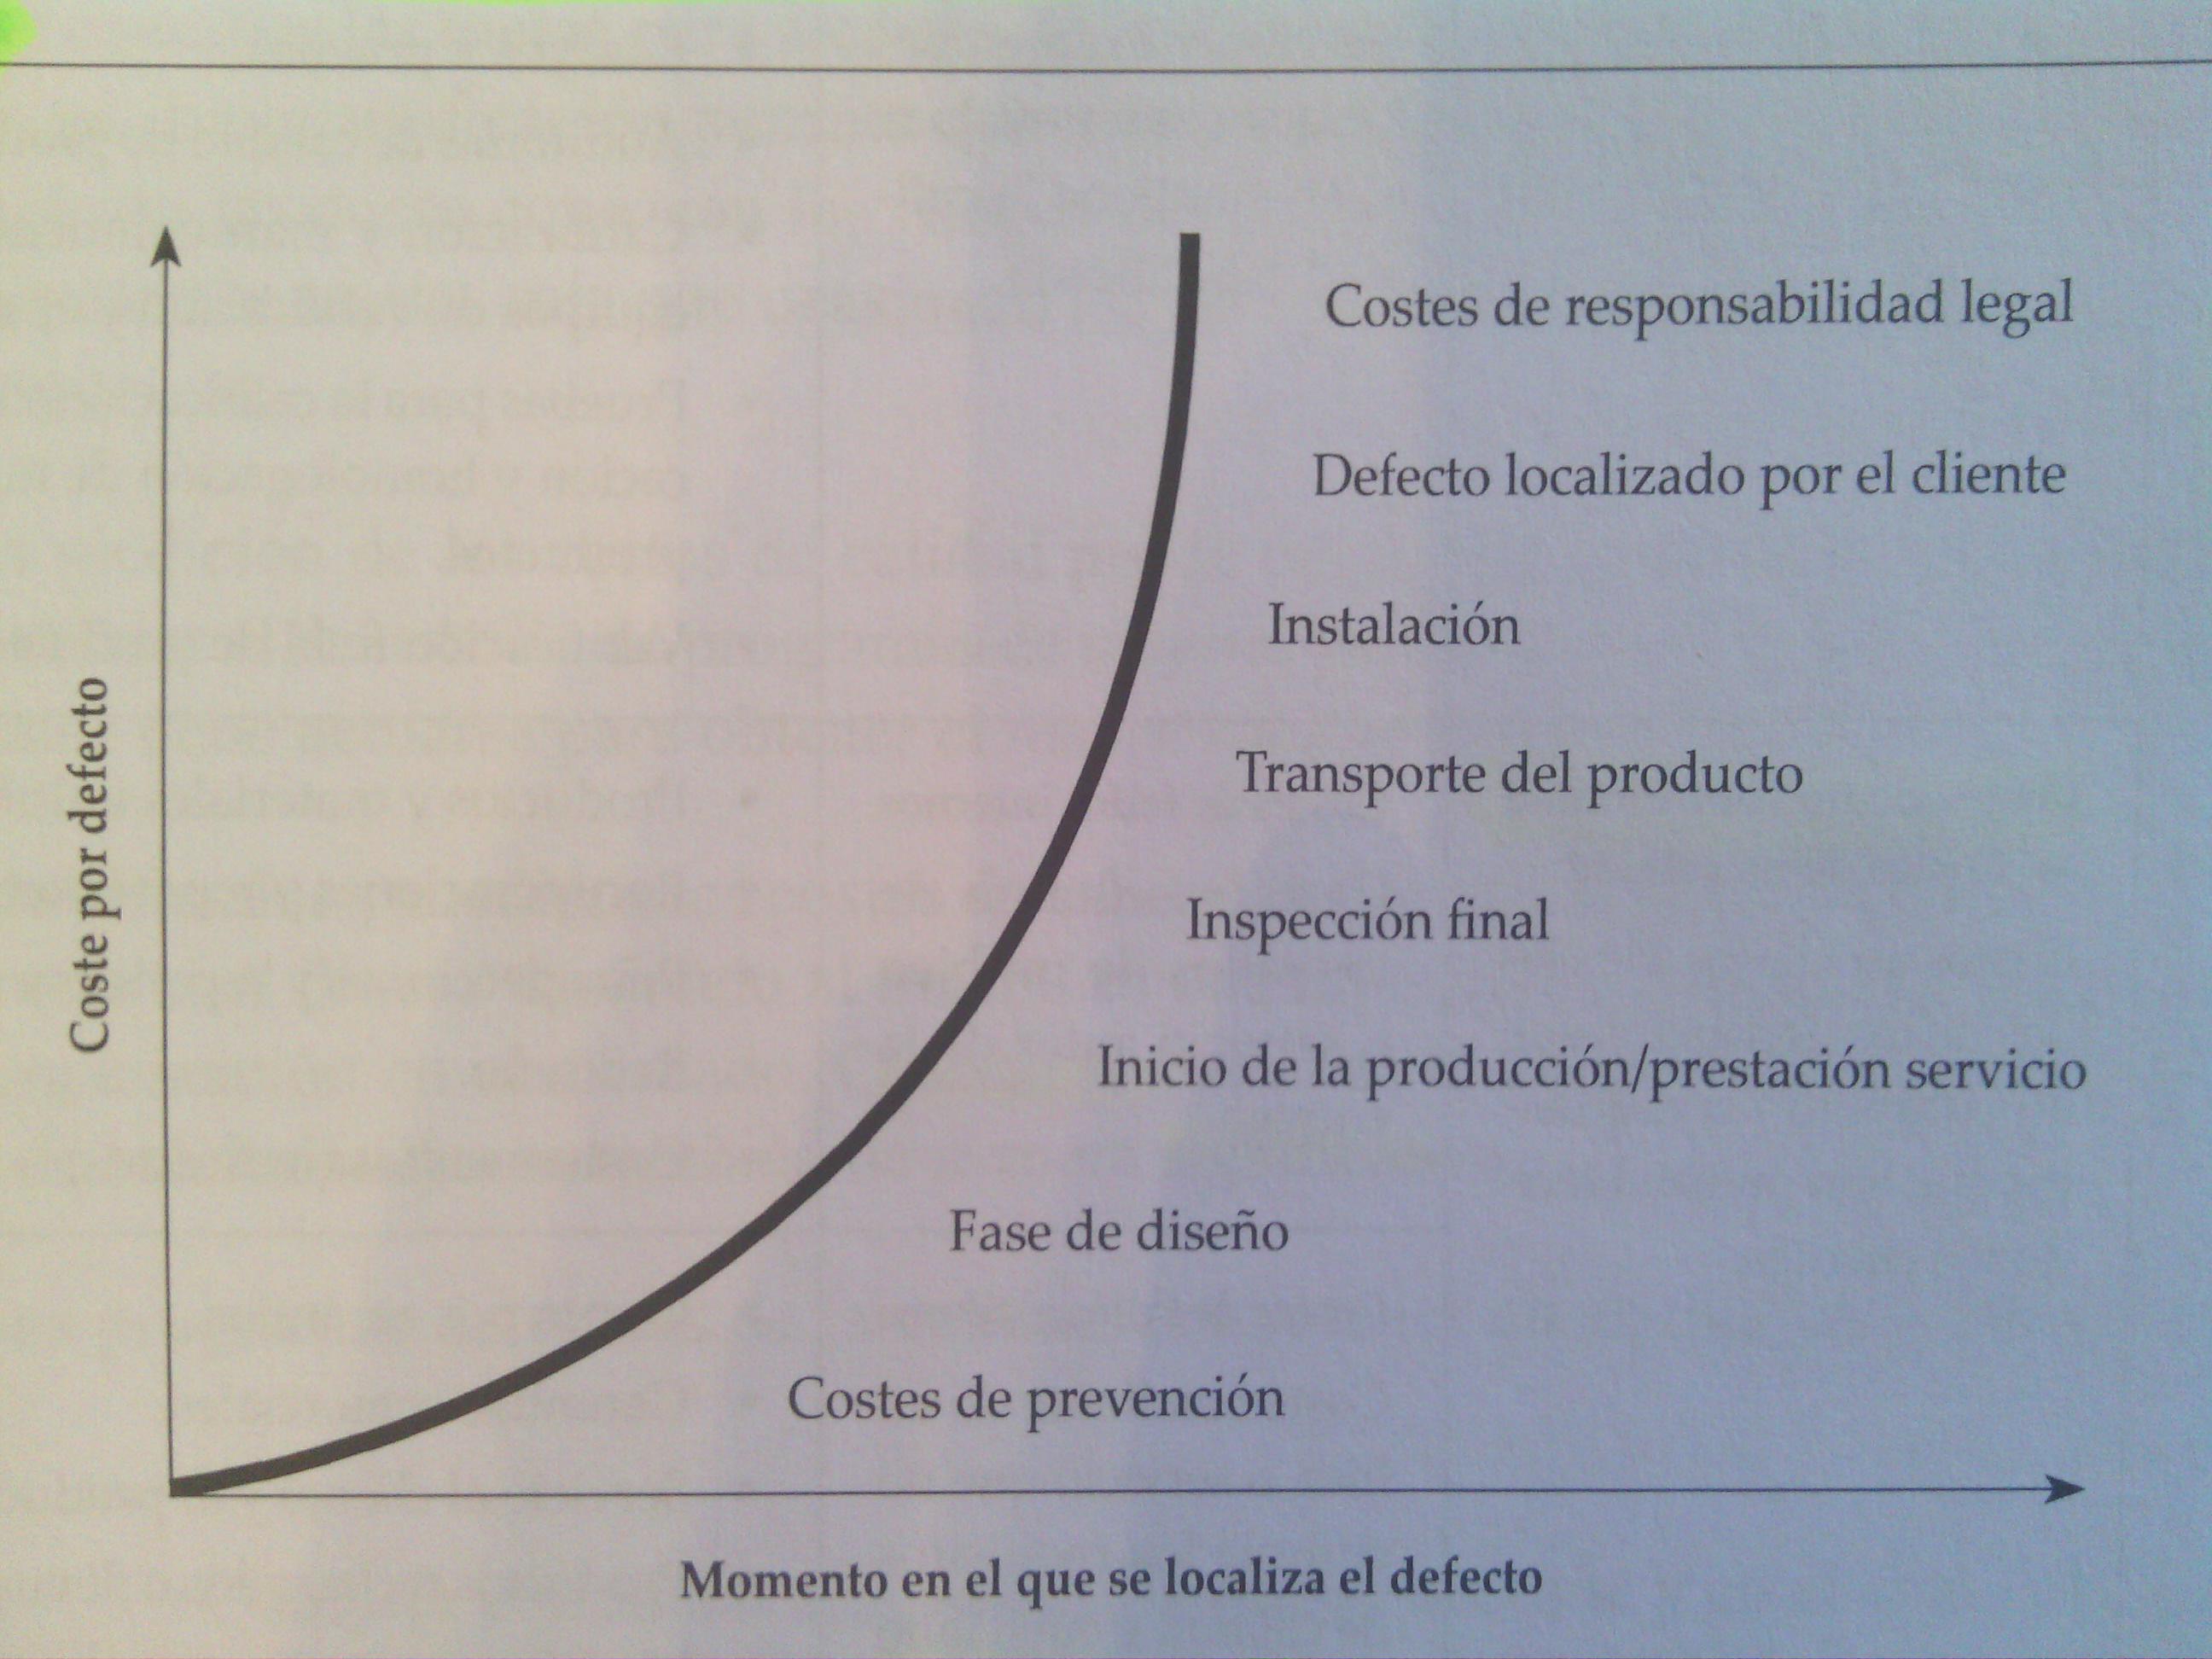 Costes de responsabilidad legal
Defecto localizado por el cliente
Instalación
Transporte del producto
Inspección final
Inicio de la producción/prestación servicio
Fase de diseño
Costes de prevención
Coste por defecto
Momento en el que se localiza el defecto